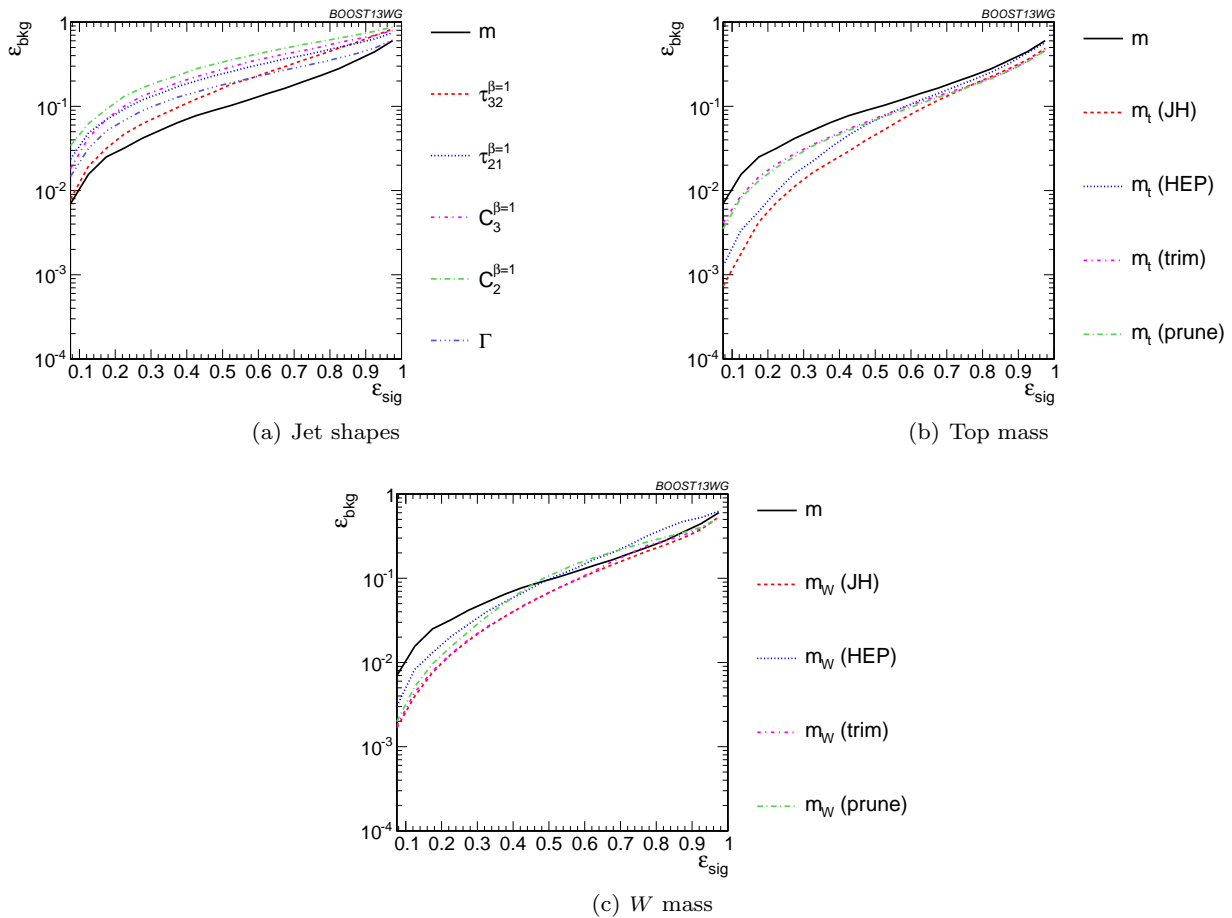 BOOST13WG
ε_bkg
1
10⁻¹
10⁻²
10⁻³
10⁻⁴
0.1 0.2 0.3 0.4 0.5 0.6 0.7 0.8 0.9 1
ε_sig
m
τ₃₂^β=1
τ₂₁^β=1
C₃^β=1
C₂^β=1
Γ
(a) Jet shapes
BOOST13WG
ε_bkg
1
10⁻¹
10⁻²
10⁻³
10⁻⁴
0.1 0.2 0.3 0.4 0.5 0.6 0.7 0.8 0.9 1
ε_sig
m
m_t (JH)
m_t (HEP)
m_t (trim)
m_t (prune)
(b) Top mass
BOOST13WG
ε_bkg
1
10⁻¹
10⁻²
10⁻³
10⁻⁴
0.1 0.2 0.3 0.4 0.5 0.6 0.7 0.8 0.9 1
ε_sig
m
m_W (JH)
m_W (HEP)
m_W (trim)
m_W (prune)
(c) W mass